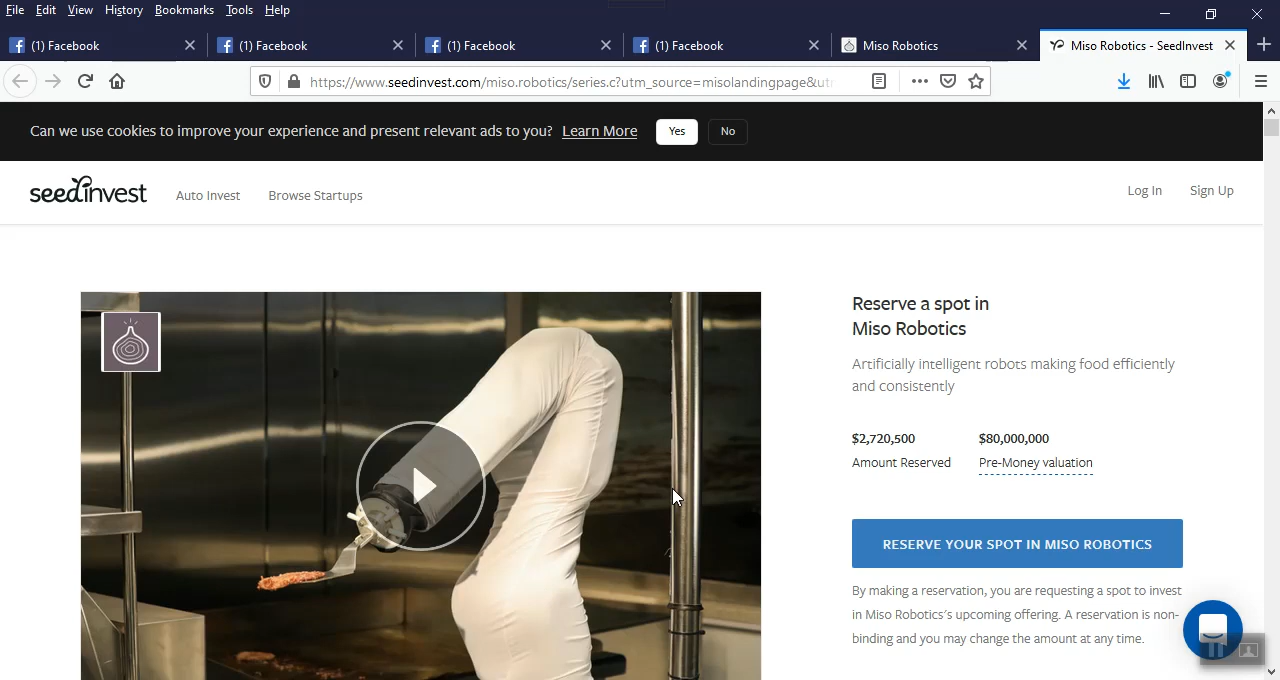 File Edit View History Bookmarks Tools Help
(1) Facebook (1) Facebook (1) Facebook (1) Facebook Miso Robotics Miso Robotics - SeedInvest
https://www.seedinvest.com/miso.robotics/series.c?utm_source=misolandingpage&utm
Can we use cookies to improve your experience and present relevant ads to you? Learn More Yes No
seedinvest Auto Invest Browse Startups Log In Sign Up
Reserve a spot in
Miso Robotics
Artificially intelligent robots making food efficiently
and consistently
$2,720,500 $80,000,000
Amount Reserved Pre-Money valuation
RESERVE YOUR SPOT IN MISO ROBOTICS
By making a reservation, you are requesting a spot to invest
in Miso Robotics's upcoming offering. A reservation is non-
binding and you may change the amount at any time.